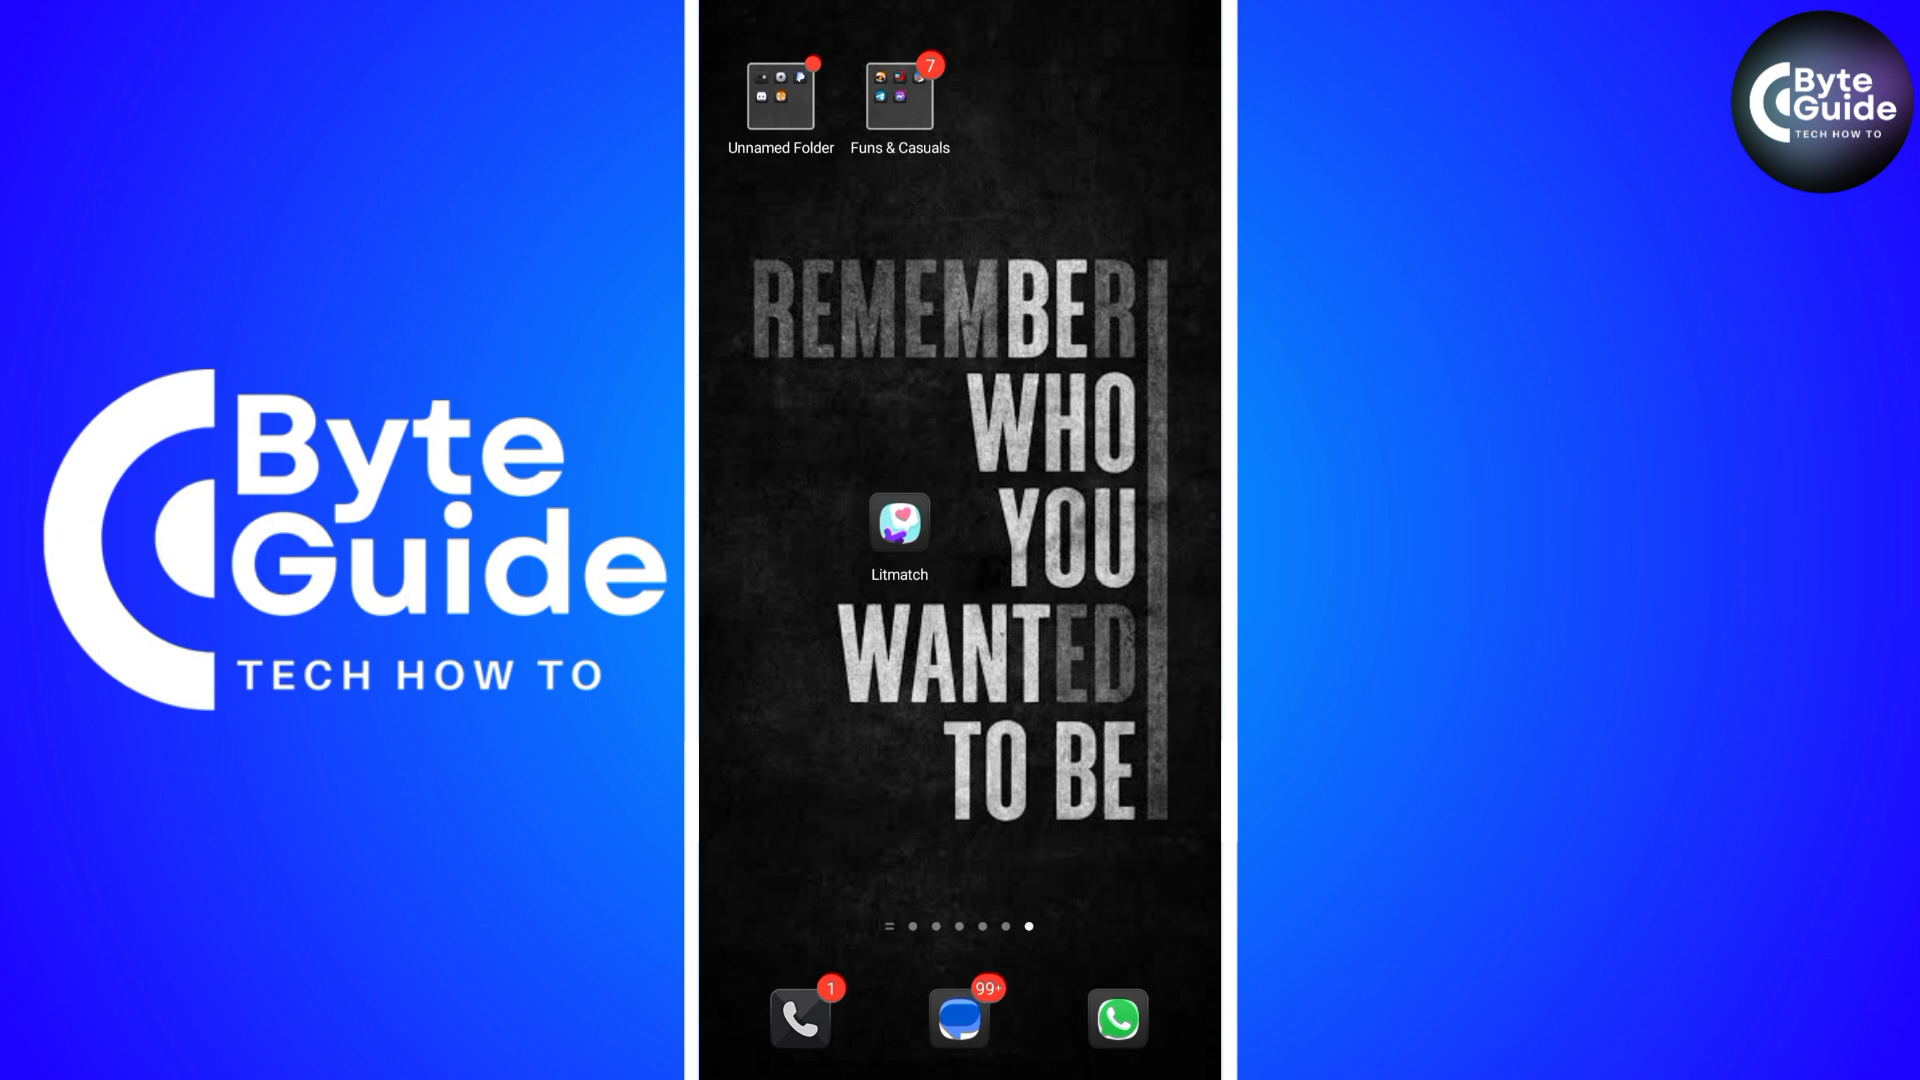 Byte
Guide
TECH HOW TO
7
Unnamed Folder
Funs & Casuals
REMEMBER
WHO
YOU
WANTED
TO BE
Litmatch
1
99+
Byte
Guide
TECH HOW TO